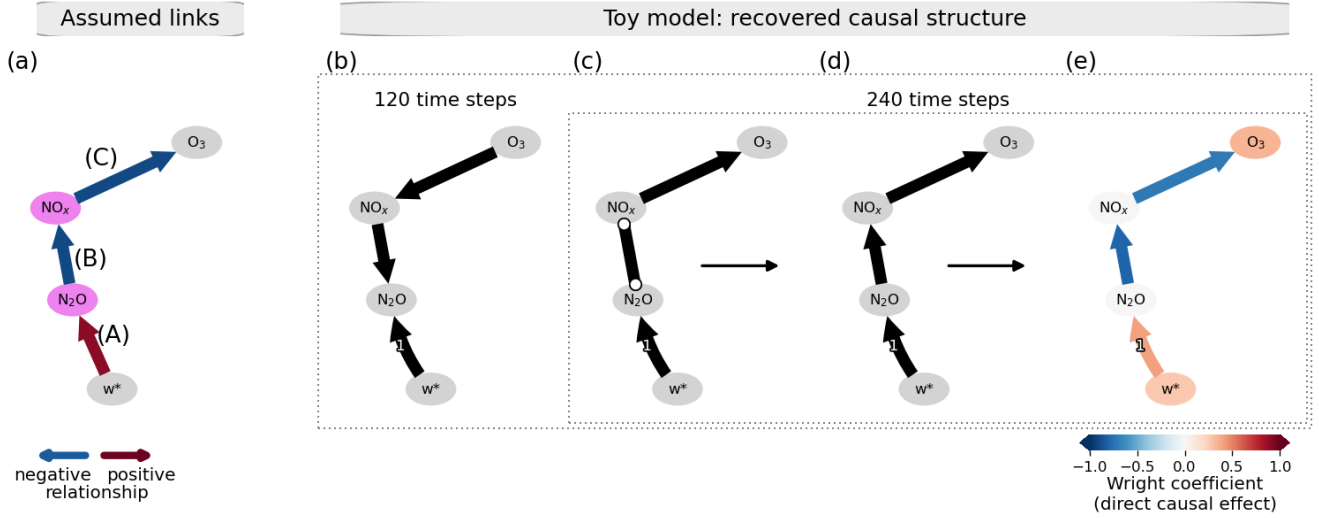 Assumed links
Toy model: recovered causal structure
(a)
(b)
(c)
(d)
(e)
120 time steps
240 time steps
O₃
(C)
NOₓ
(B)
N₂O
(A)
w*
O₃
NOₓ
N₂O
1
w*
O₃
NOₓ
N₂O
1
w*
O₃
NOₓ
N₂O
1
w*
O₃
NOₓ
N₂O
1
w*
negative positive
relationship
−1.0 −0.5 0.0 0.5 1.0
Wright coefficient
(direct causal effect)